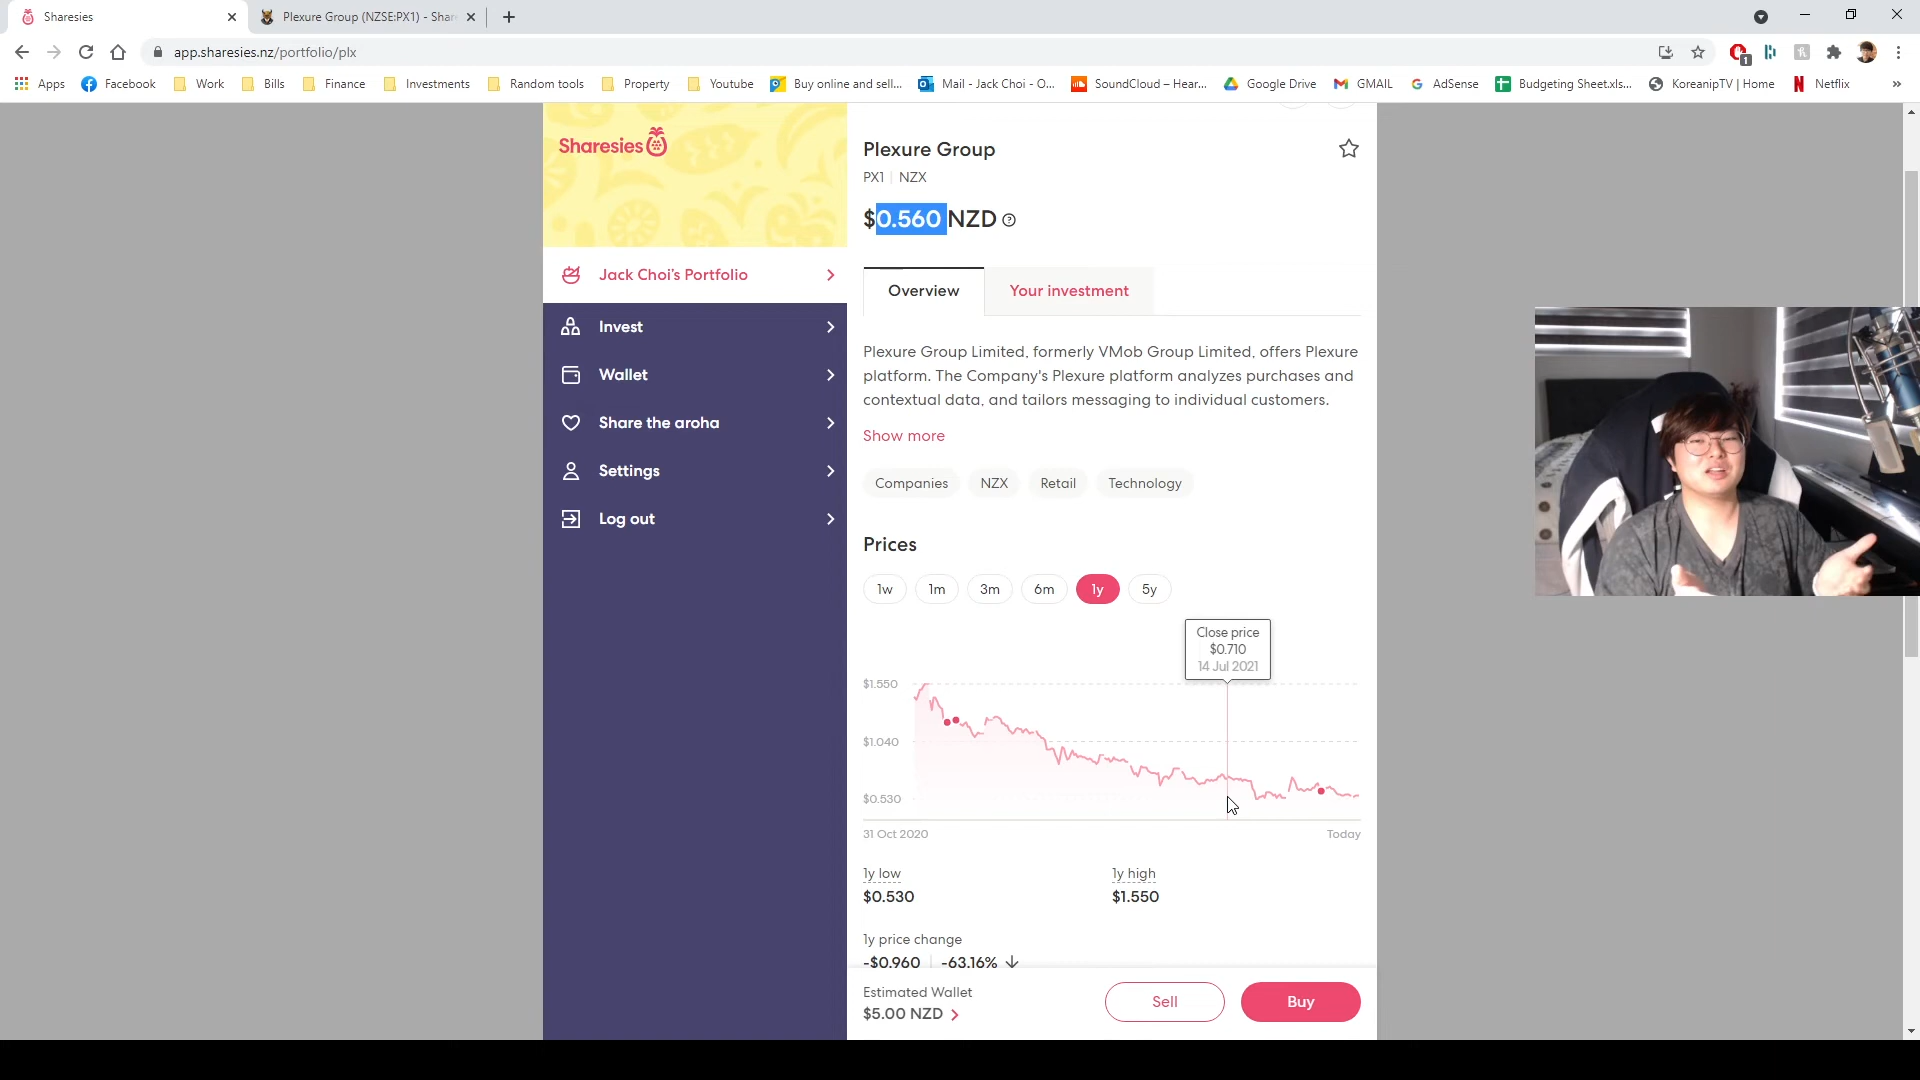 Sharesies
Plexure Group (NZSE:PX1) - Shar
app.sharesies.nz/portfolio/plx
1
Apps
Facebook
Work
Bills
Finance
Investments
Random tools
Property
Youtube
Buy online and sell...
Mail - Jack Choi - O...
SoundCloud – Hear...
Google Drive
GMAIL
AdSense
Budgeting Sheet.xls...
KoreanipTV | Home
Netflix
»
Sharesies
Jack Choi's Portfolio
Invest
Wallet
Share the aroha
Settings
Log out
Plexure Group
PX1 | NZX
$0.560 NZD
Overview
Your investment
Plexure Group Limited, formerly VMob Group Limited, offers Plexure
platform. The Company's Plexure platform analyzes purchases and
contextual data, and tailors messaging to individual customers.
Show more
Companies
NZX
Retail
Technology
Prices
1w
1m
3m
6m
1y
5y
Close price
$0.710
14 Jul 2021
$1.550
$1.040
$0.530
31 Oct 2020
Today
1y low
$0.530
1y high
$1.550
1y price change
-$0.960 | -63.16%
Estimated Wallet
$5.00 NZD
Sell
Buy